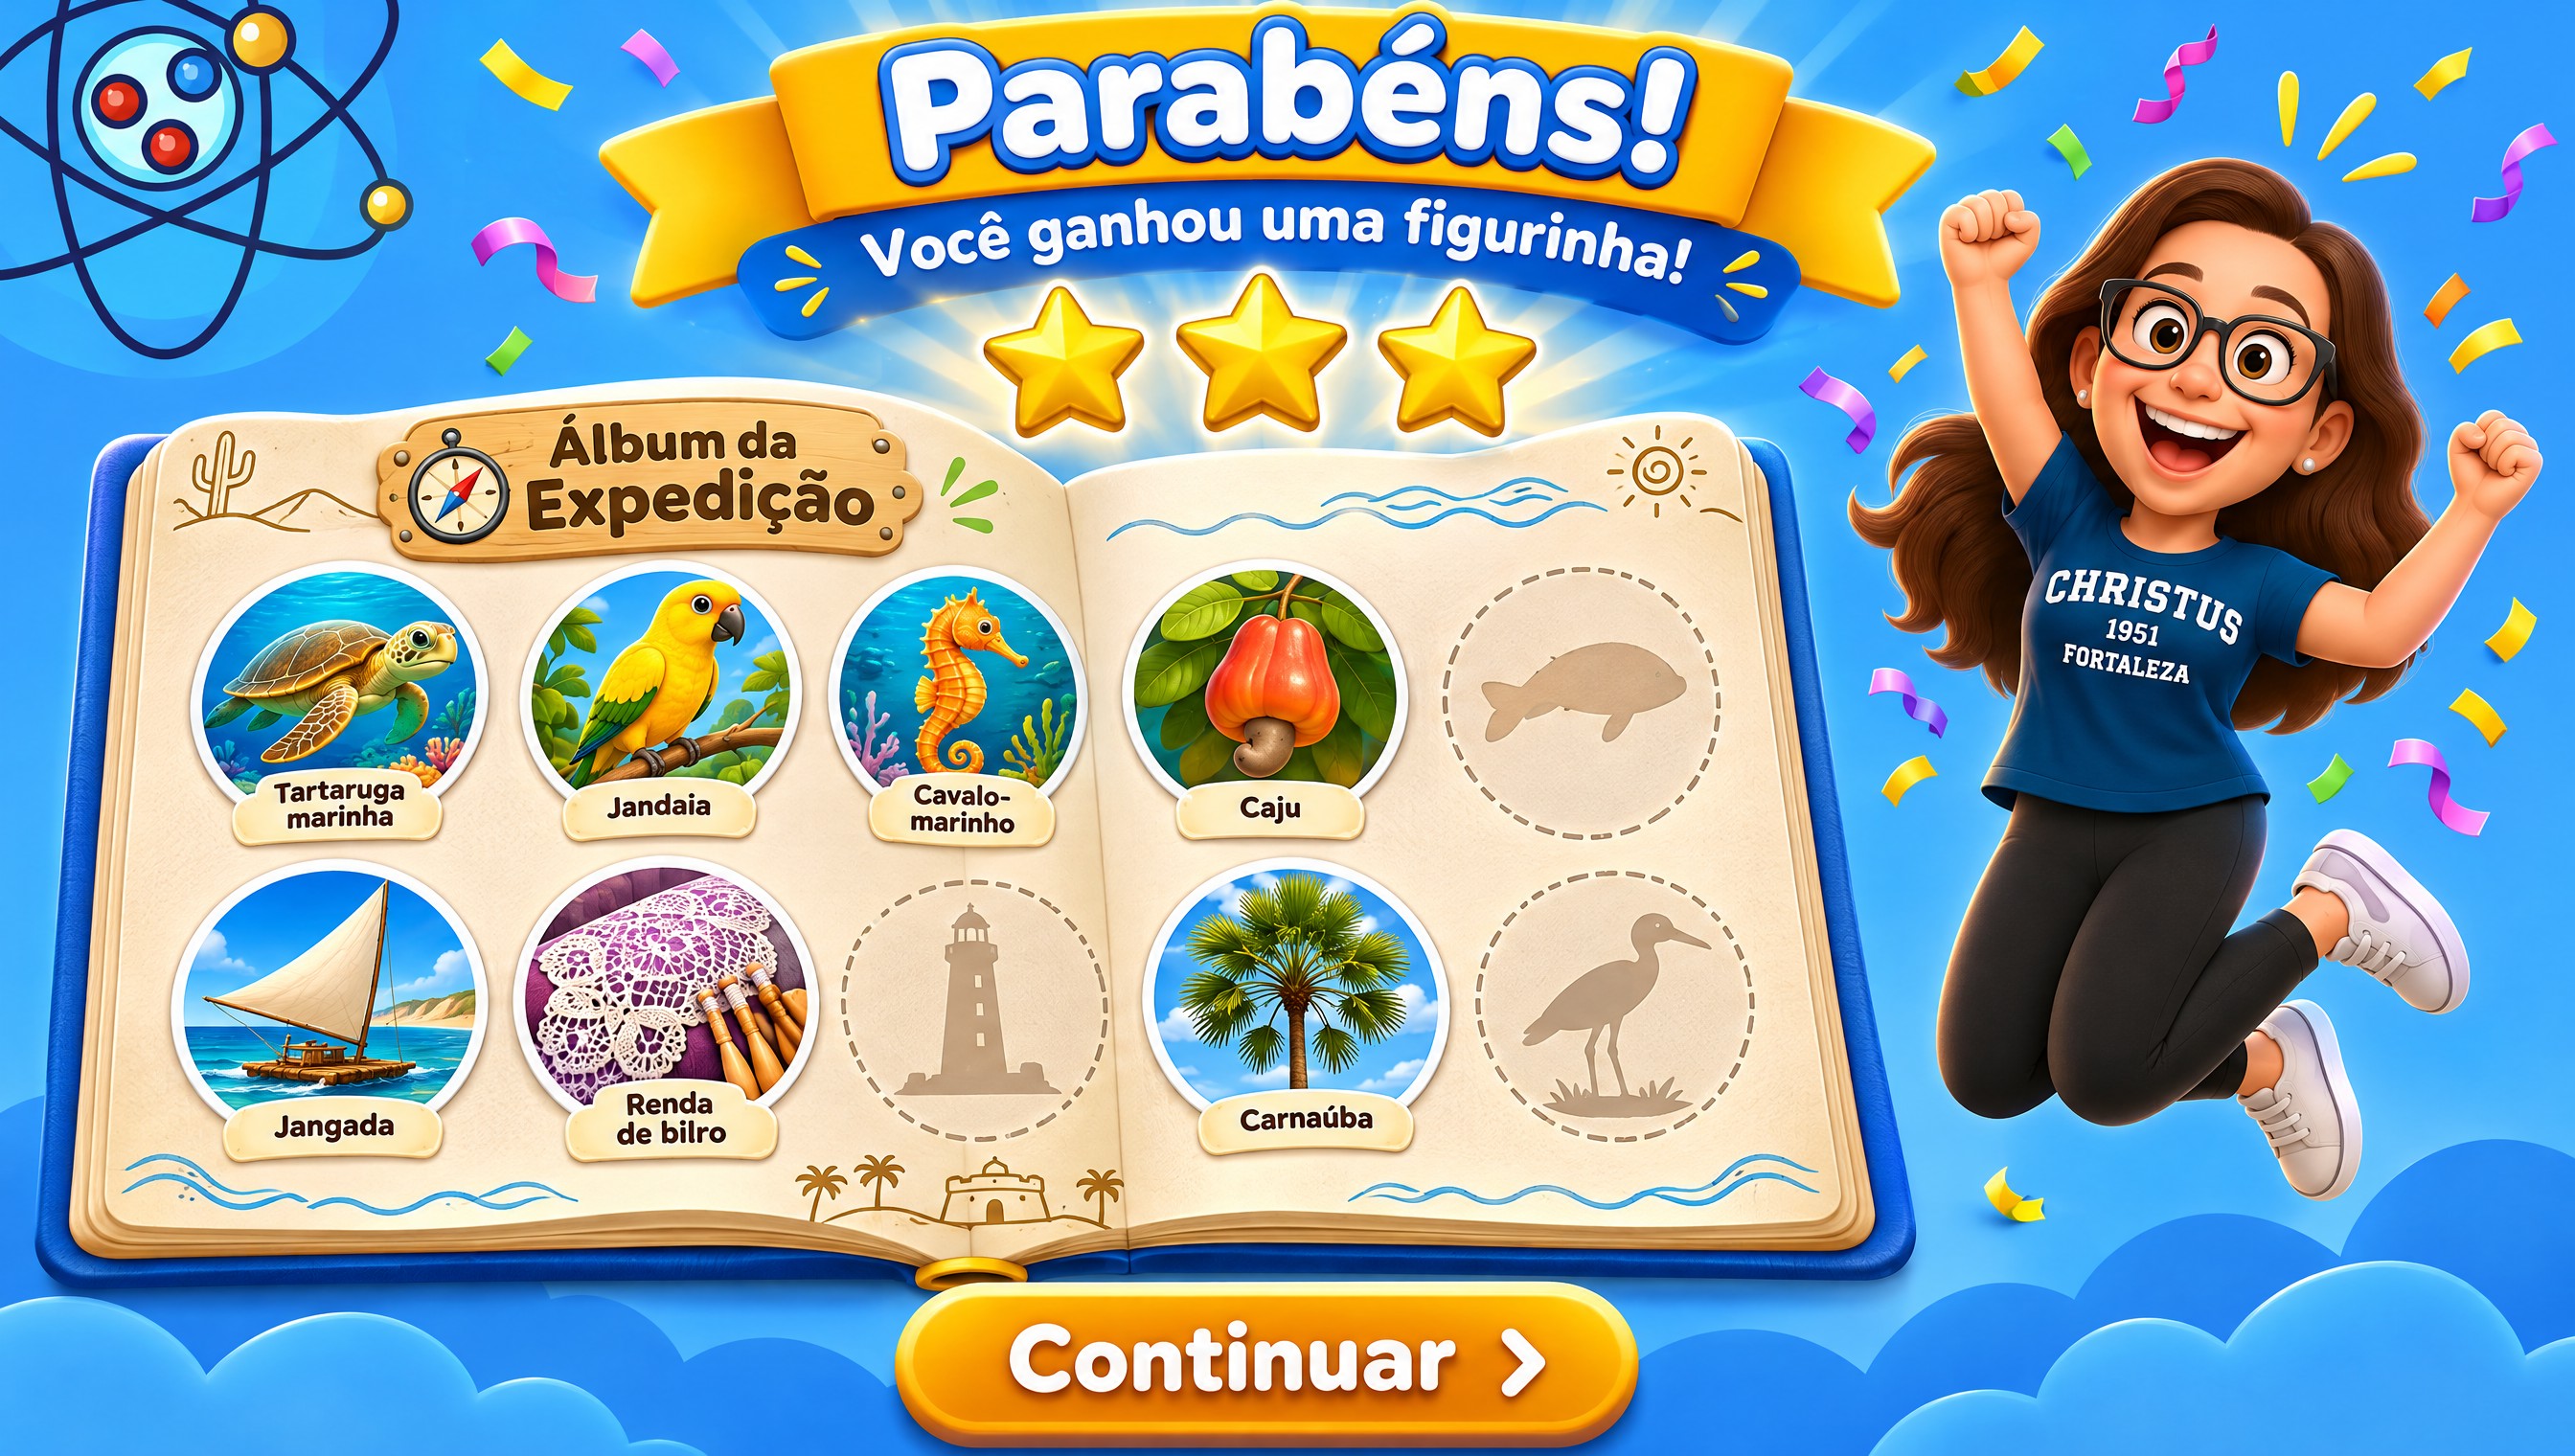 Parabéns!
Você ganhou uma figurinha!
Álbum da
Expedição
Tartaruga
marinha
Jandaia
Cavalo-
marinho
Caju
Jangada
Renda
de bilro
Carnaúba
CHRISTUS
1951
FORTALEZA
Continuar